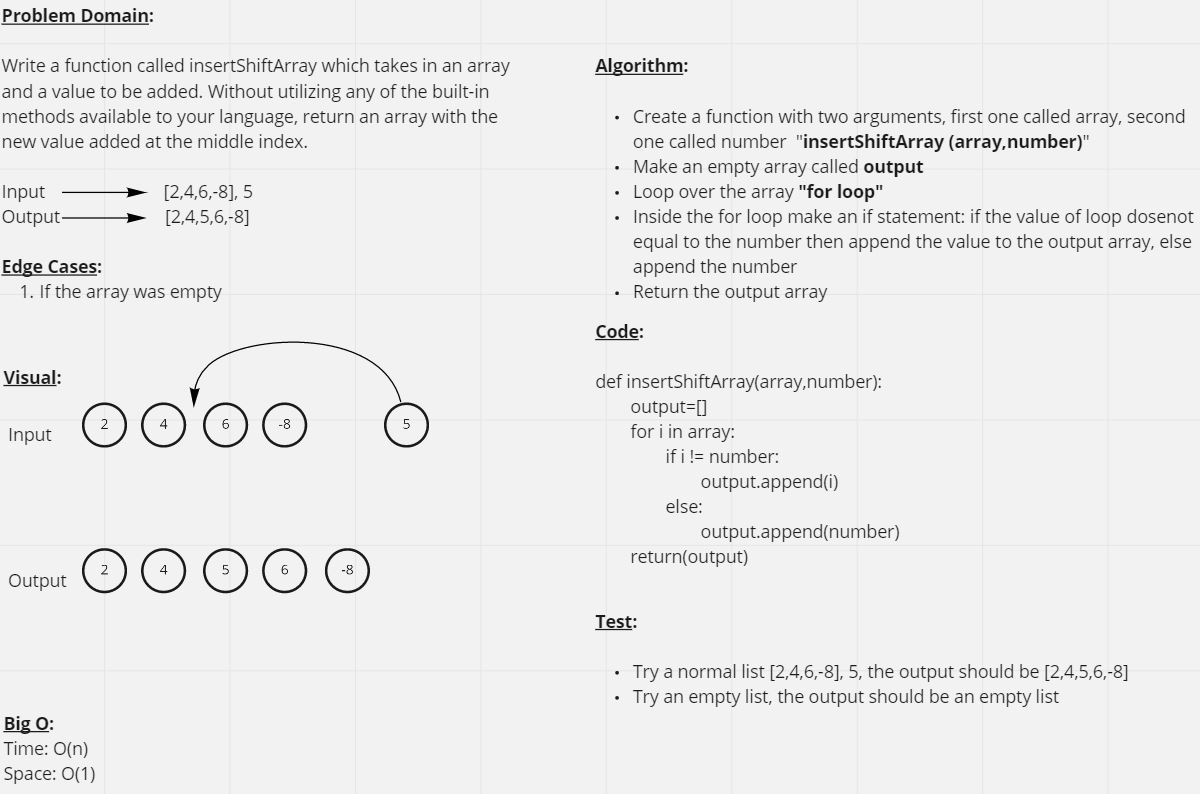 Problem Domain:
Write a function called insertShiftArray which takes in an array
and a value to be added. Without utilizing any of the built-in
methods available to your language, return an array with the
new value added at the middle index.
Input [2,4,6,-8], 5
Output [2,4,5,6,-8]
Edge Cases:
1. If the array was empty
Visual:
Input 2 4 6 -8 5
Output 2 4 5 6 -8
Big O:
Time: O(n)
Space: O(1)
Algorithm:
• Create a function with two arguments, first one called array, second
one called number "insertShiftArray (array,number)"
• Make an empty array called output
• Loop over the array "for loop"
• Inside the for loop make an if statement: if the value of loop dosenot
equal to the number then append the value to the output array, else
append the number
• Return the output array
Code:
def insertShiftArray(array,number):
output=[]
for i in array:
if i != number:
output.append(i)
else:
output.append(number)
return(output)
Test:
• Try a normal list [2,4,6,-8], 5, the output should be [2,4,5,6,-8]
• Try an empty list, the output should be an empty list